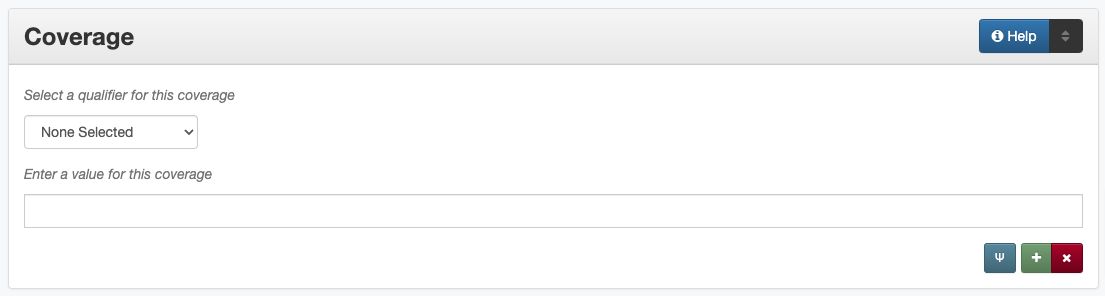 Coverage
Help
Select a qualifier for this coverage
None Selected
Enter a value for this coverage
Ψ